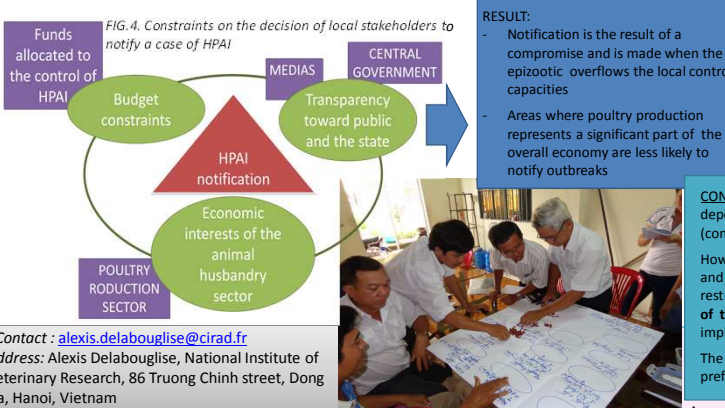 FIG.4. Constraints on the decision of local stakeholders to
notify a case of HPAI
Funds
allocated to
the control of
HPAI
Budget
constraints
MEDIAS
CENTRAL
GOVERNMENT
Transparency
toward public
and the state
HPAI
notification
Economic
interests of the
animal
husbandry
sector
POULTRY
RODUCTION
SECTOR
RESULT:
- Notification is the result of a
compromise and is made when the
epizootic overflows the local contro
capacities
- Areas where poultry production
represents a significant part of the
overall economy are less likely to
notify outbreaks
CON
depe
(con
How
and
rest
of t
imp
The
pref
Contact : alexis.delabouglise@cirad.fr
ddress: Alexis Delabouglise, National Institute of
eterinary Research, 86 Truong Chinh street, Dong
a, Hanoi, Vietnam